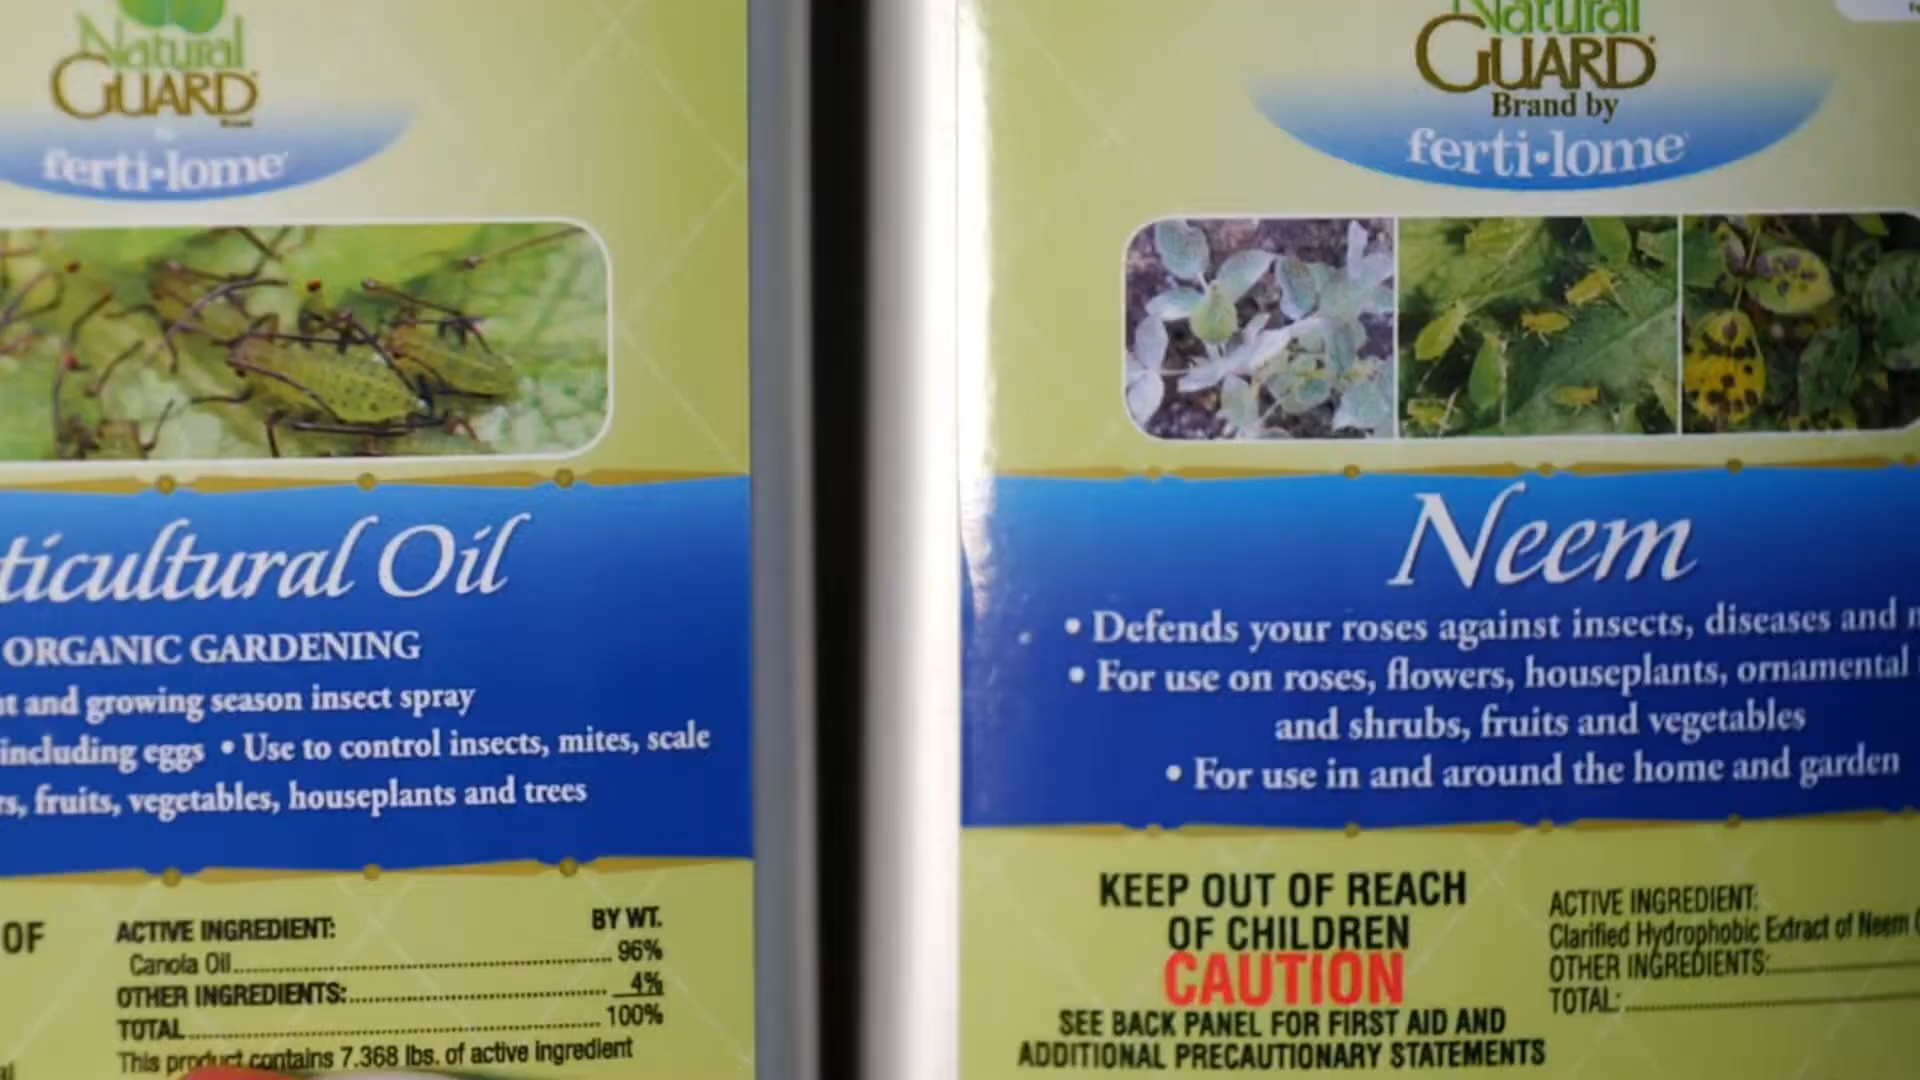 Natural
GUARD
Brand
ferti·lome
ticultural Oil
ORGANIC GARDENING
and growing season insect spray
including eggs • Use to control insects, mites, scale
fruits, vegetables, houseplants and trees
OF
ACTIVE INGREDIENT: BY WT.
Canola Oil 96%
OTHER INGREDIENTS: 4%
TOTAL 100%
This product contains 7.368 lbs. of active ingredient
Natural
GUARD
Brand by
ferti·lome
Neem
• Defends your roses against insects, diseases and
• For use on roses, flowers, houseplants, ornamental
and shrubs, fruits and vegetables
• For use in and around the home and garden
KEEP OUT OF REACH
OF CHILDREN
CAUTION
SEE BACK PANEL FOR FIRST AID AND
ADDITIONAL PRECAUTIONARY STATEMENTS
ACTIVE INGREDIENT:
Clarified Hydrophobic Extract of Neem
OTHER INGREDIENTS:
TOTAL: